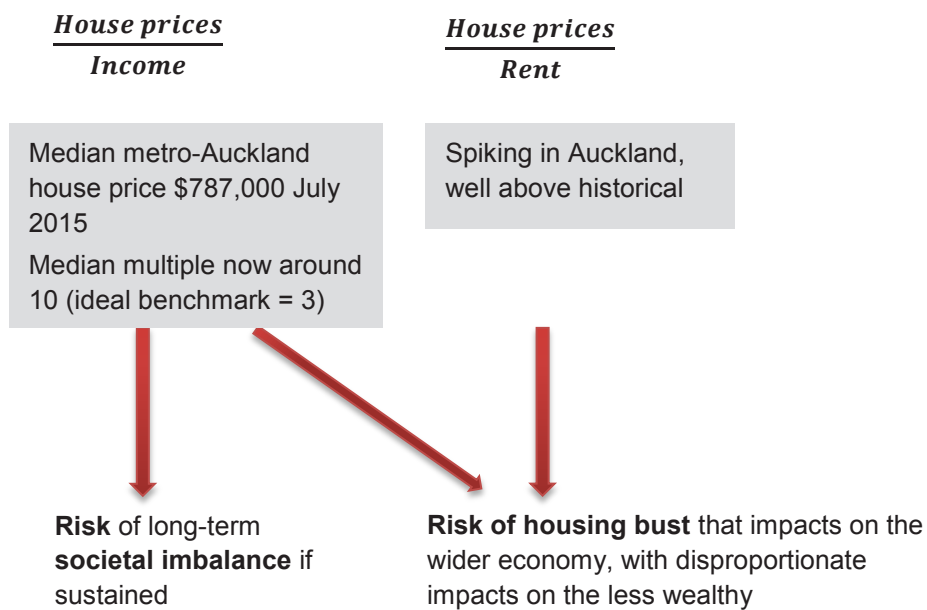 House prices
Income
House prices
Rent
Median metro-Auckland
house price $787,000 July
2015
Median multiple now around
10 (ideal benchmark = 3)
Spiking in Auckland,
well above historical
Risk of long-term
societal imbalance if
sustained
Risk of housing bust that impacts on the
wider economy, with disproportionate
impacts on the less wealthy